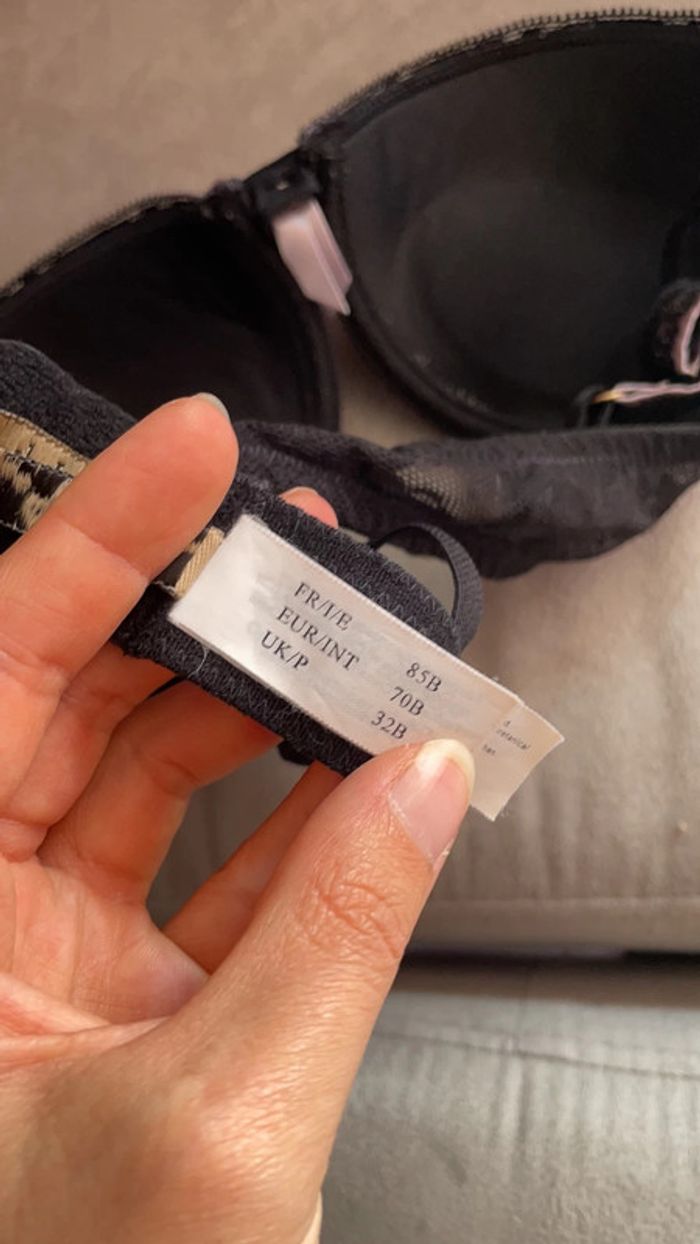 FR/I/E 85B
EUR/INT 70B
UK/P 32B